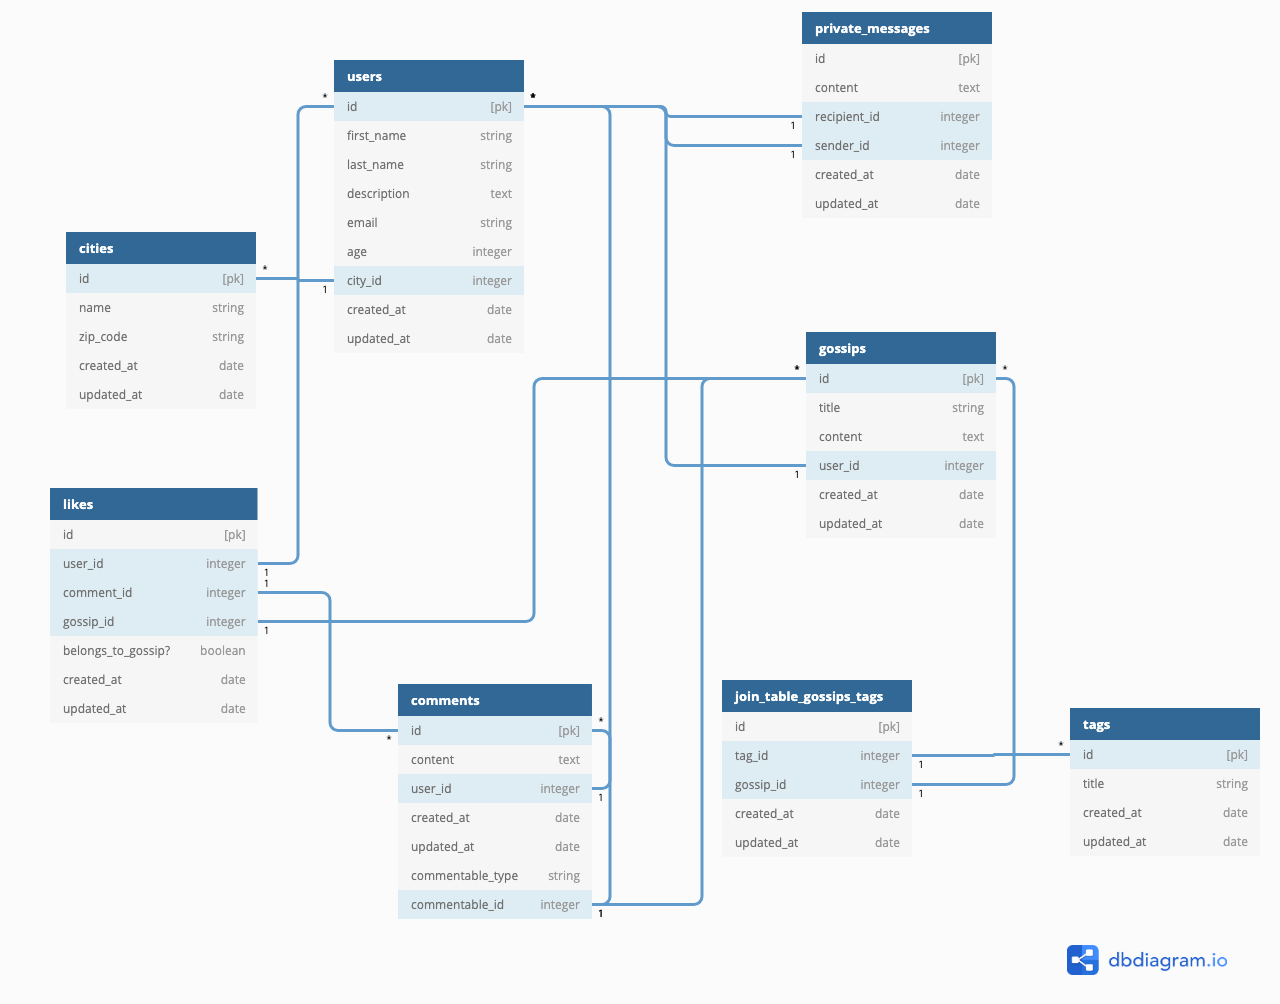 private_messages
id [pk]
content text
recipient_id integer
1
sender_id integer
1
created_at date
updated_at date
users
* id [pk] *
first_name string
last_name string
description text
email string
age integer
city_id integer
1
created_at date
updated_at date
cities
id [pk] *
name string
zip_code string
created_at date
updated_at date
gossips
* id [pk] *
title string
content text
user_id integer
1
created_at date
updated_at date
likes
id [pk]
user_id integer
1
comment_id integer
1
gossip_id integer
1
belongs_to_gossip? boolean
created_at date
updated_at date
comments
* id [pk] *
content text
user_id integer
1
created_at date
updated_at date
commentable_type string
commentable_id integer
1
join_table_gossips_tags
id [pk]
tag_id integer
1
gossip_id integer
1
created_at date
updated_at date
tags
* id [pk]
title string
created_at date
updated_at date
dbdiagram.io